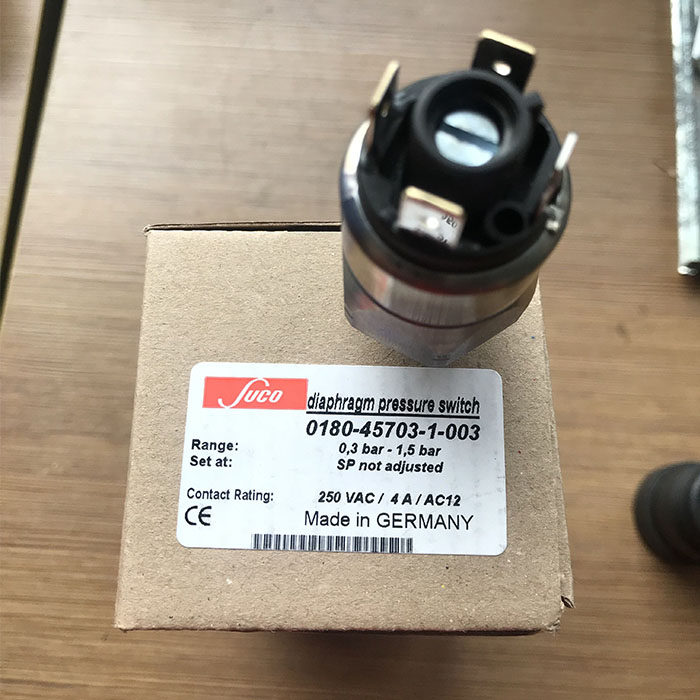 Suco
diaphragm pressure switch
0180-45703-1-003
Range: 0,3 bar - 1,5 bar
Set at: SP not adjusted
Contact Rating: 250 VAC / 4 A / AC12
CE Made in GERMANY